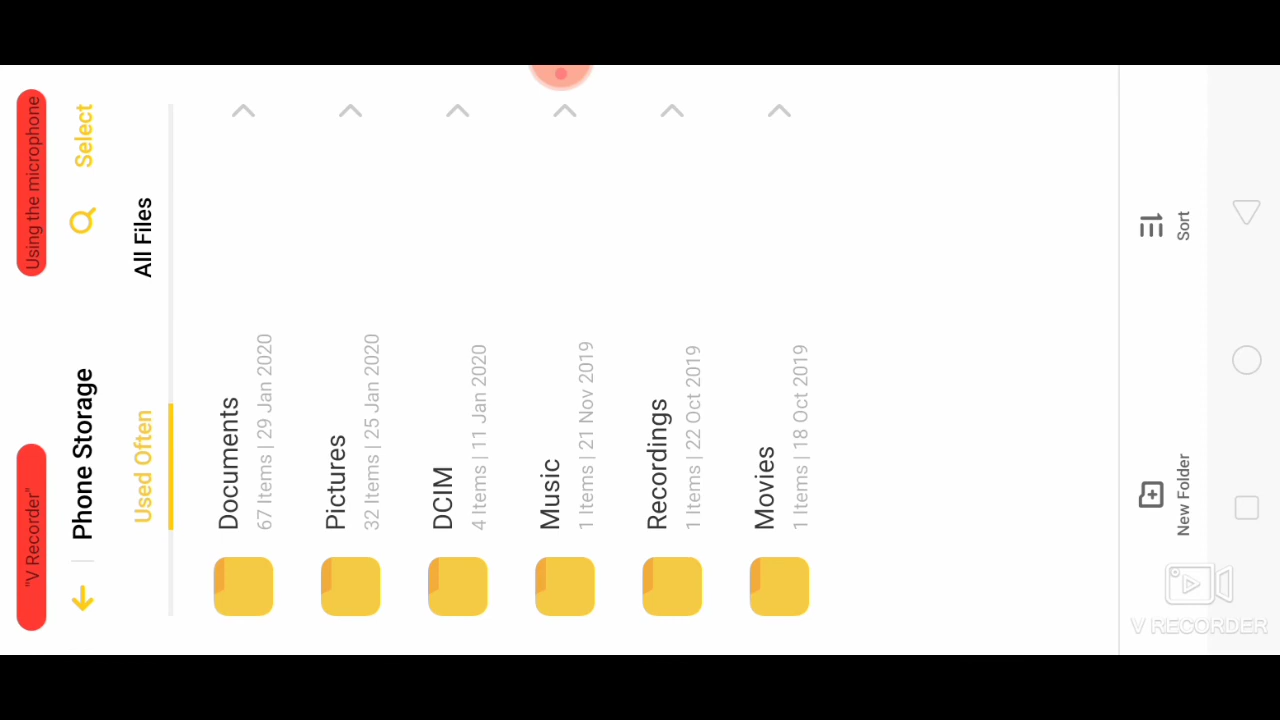 "V Recorder" Using the microphone
Phone Storage Select
Used Often All Files
Documents
67 Items | 29 Jan 2020
Pictures
32 Items | 25 Jan 2020
DCIM
4 Items | 11 Jan 2020
Music
1 Items | 21 Nov 2019
Recordings
1 Items | 22 Oct 2019
Movies
1 Items | 18 Oct 2019
New Folder Sort
V RECORDER